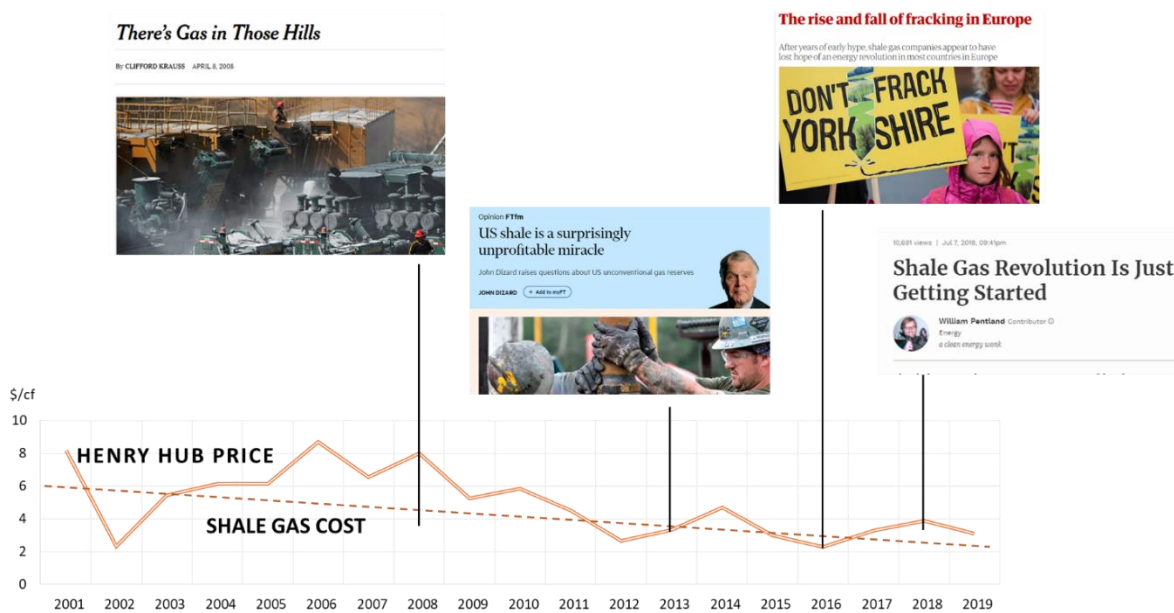 There's Gas in Those Hills
By CLIFFORD KRAUSS APRIL 8, 2008
The rise and fall of fracking in Europe
After years of early hype, shale gas companies appear to have
lost hope of an energy revolution in most countries in Europe
DON'T FRACK
YORKSHIRE
Opinion FTfm
US shale is a surprisingly
unprofitable miracle
John Dizard raises questions about US unconventional gas reserves
JOHN DIZARD + Add to myFT
10,691 views | Jul 7, 2018, 09:41pm
Shale Gas Revolution Is Just
Getting Started
William Pentland Contributor
Energy
a clean energy wonk
$/cf
10
8
6
4
2
0
HENRY HUB PRICE
SHALE GAS COST
2001 2002 2003 2004 2005 2006 2007 2008 2009 2010 2011 2012 2013 2014 2015 2016 2017 2018 2019